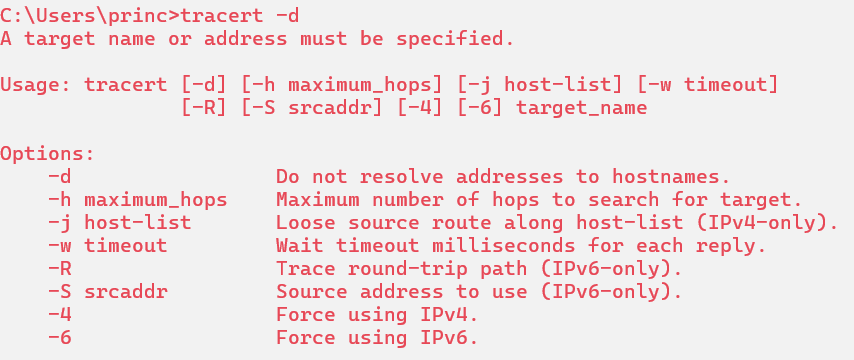 C:\Users\princ>tracert -d
A target name or address must be specified.
Usage: tracert [-d] [-h maximum_hops] [-j host-list] [-w timeout]
               [-R] [-S srcaddr] [-4] [-6] target_name
Options:
    -d                 Do not resolve addresses to hostnames.
    -h maximum_hops    Maximum number of hops to search for target.
    -j host-list       Loose source route along host-list (IPv4-only).
    -w timeout         Wait timeout milliseconds for each reply.
    -R                 Trace round-trip path (IPv6-only).
    -S srcaddr         Source address to use (IPv6-only).
    -4                 Force using IPv4.
    -6                 Force using IPv6.